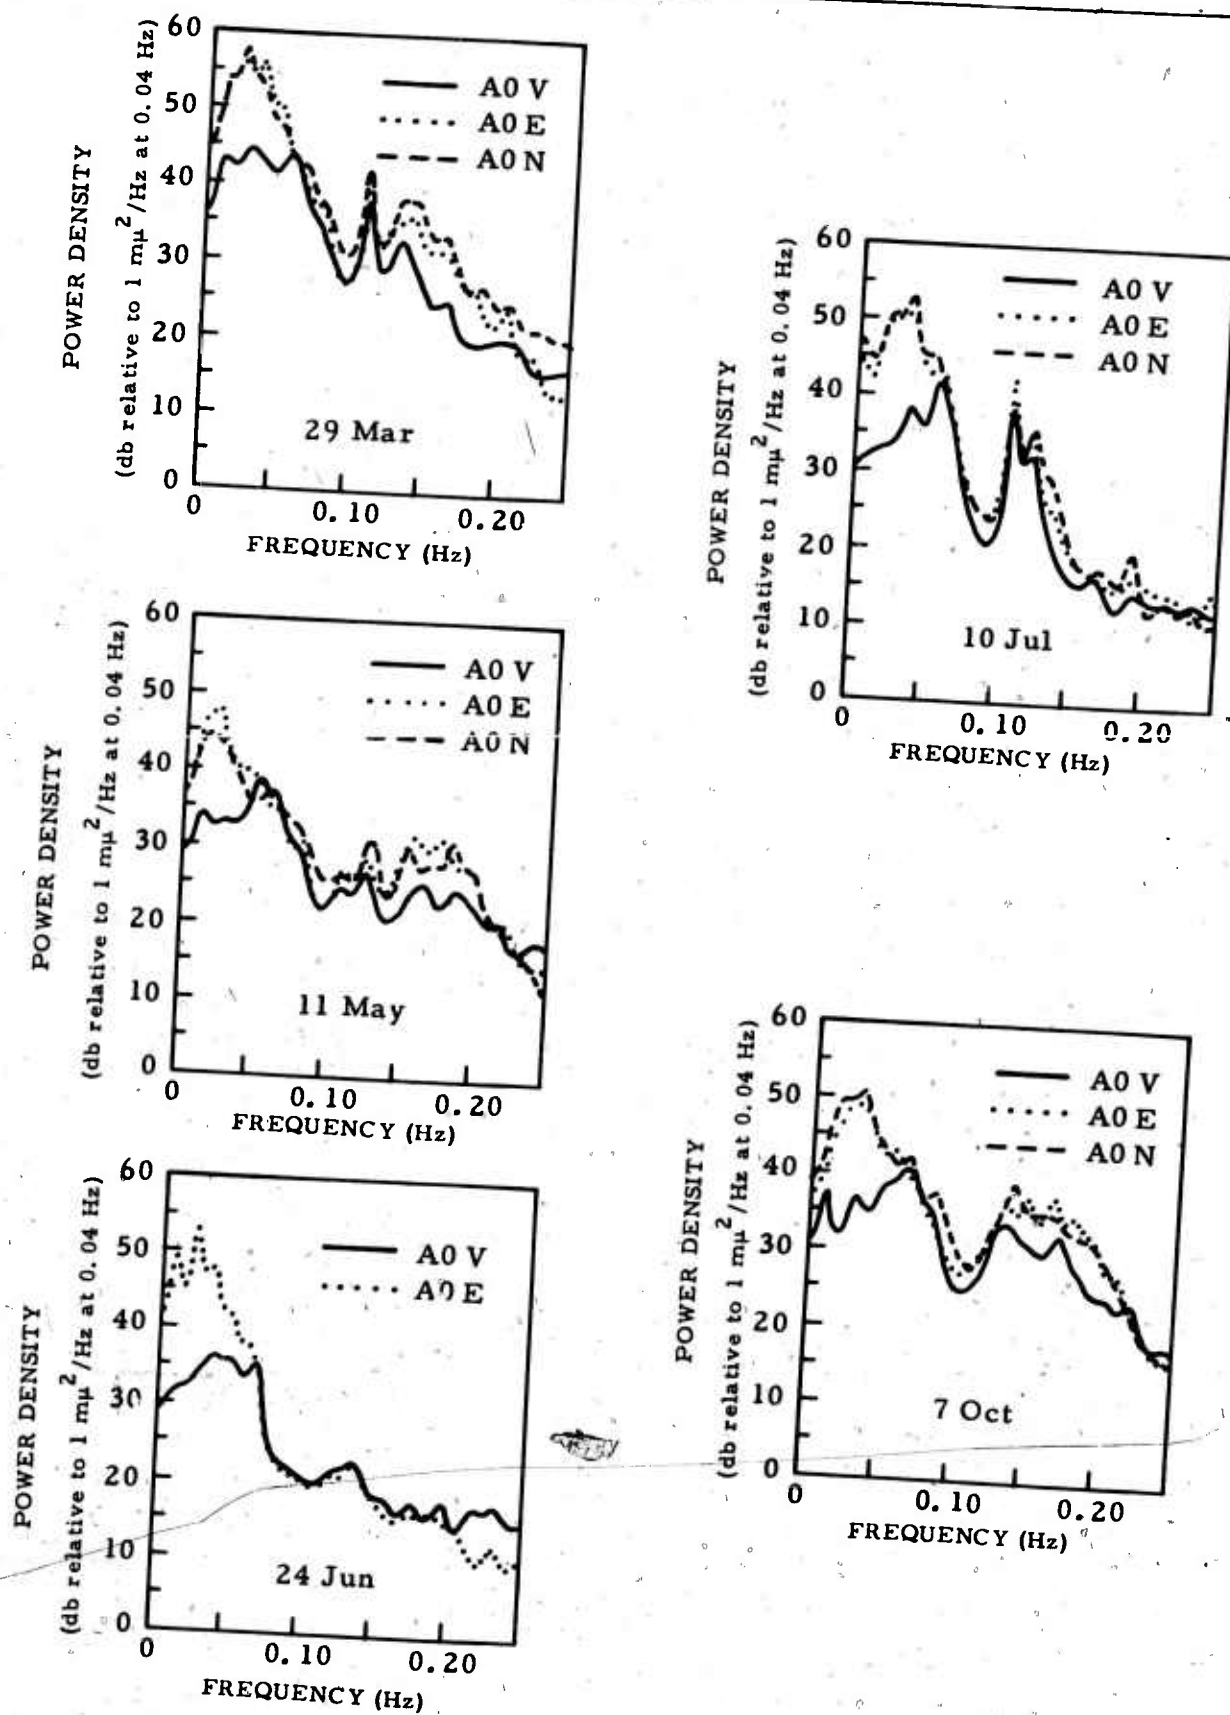 POWER DENSITY
(db relative to 1 mμ²/Hz at 0.04 Hz)
60
50
40
30
20
10
0
A0 V
A0 E
A0 N
29 Mar
0
0.10
0.20
FREQUENCY (Hz)
POWER DENSITY
(db relative to 1 mμ²/Hz at 0.04 Hz)
60
50
40
30
20
10
0
A0 V
A0 E
A0 N
11 May
0
0.10
0.20
FREQUENCY (Hz)
POWER DENSITY
(db relative to 1 mμ²/Hz at 0.04 Hz)
60
50
40
30
20
10
0
A0 V
A0 E
24 Jun
0
0.10
0.20
FREQUENCY (Hz)
POWER DENSITY
(db relative to 1 mμ²/Hz at 0.04 Hz)
60
50
40
30
20
10
0
A0 V
A0 E
A0 N
10 Jul
0
0.10
0.20
FREQUENCY (Hz)
POWER DENSITY
(db relative to 1 mμ²/Hz at 0.04 Hz)
60
50
40
30
20
10
0
A0 V
A0 E
A0 N
7 Oct
0
0.10
0.20
FREQUENCY (Hz)